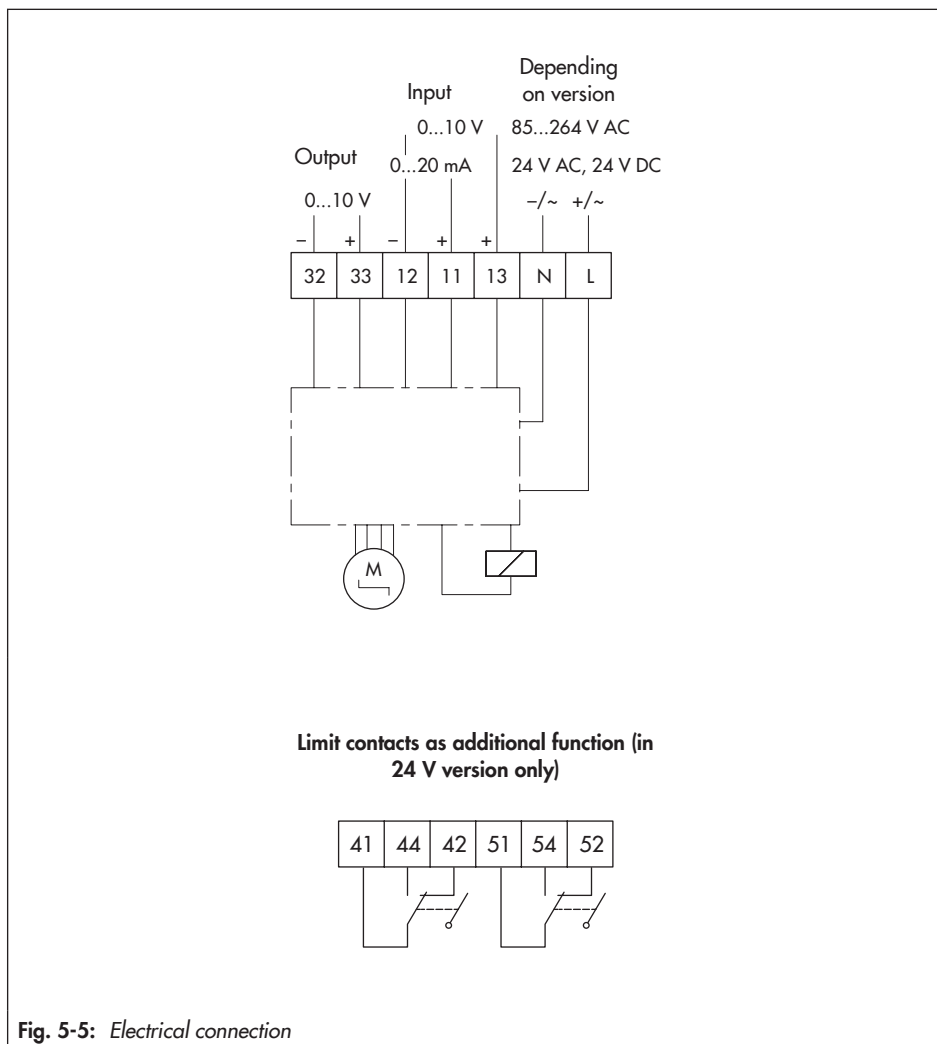 Depending
on version
Input
0...10 V
85...264 V AC
Output
0...20 mA
24 V AC, 24 V DC
0...10 V
–/~ +/~
– + – + +
32 33 12 11 13 N L
M
Limit contacts as additional function (in
24 V version only)
41 44 42 51 54 52
Fig. 5-5: Electrical connection